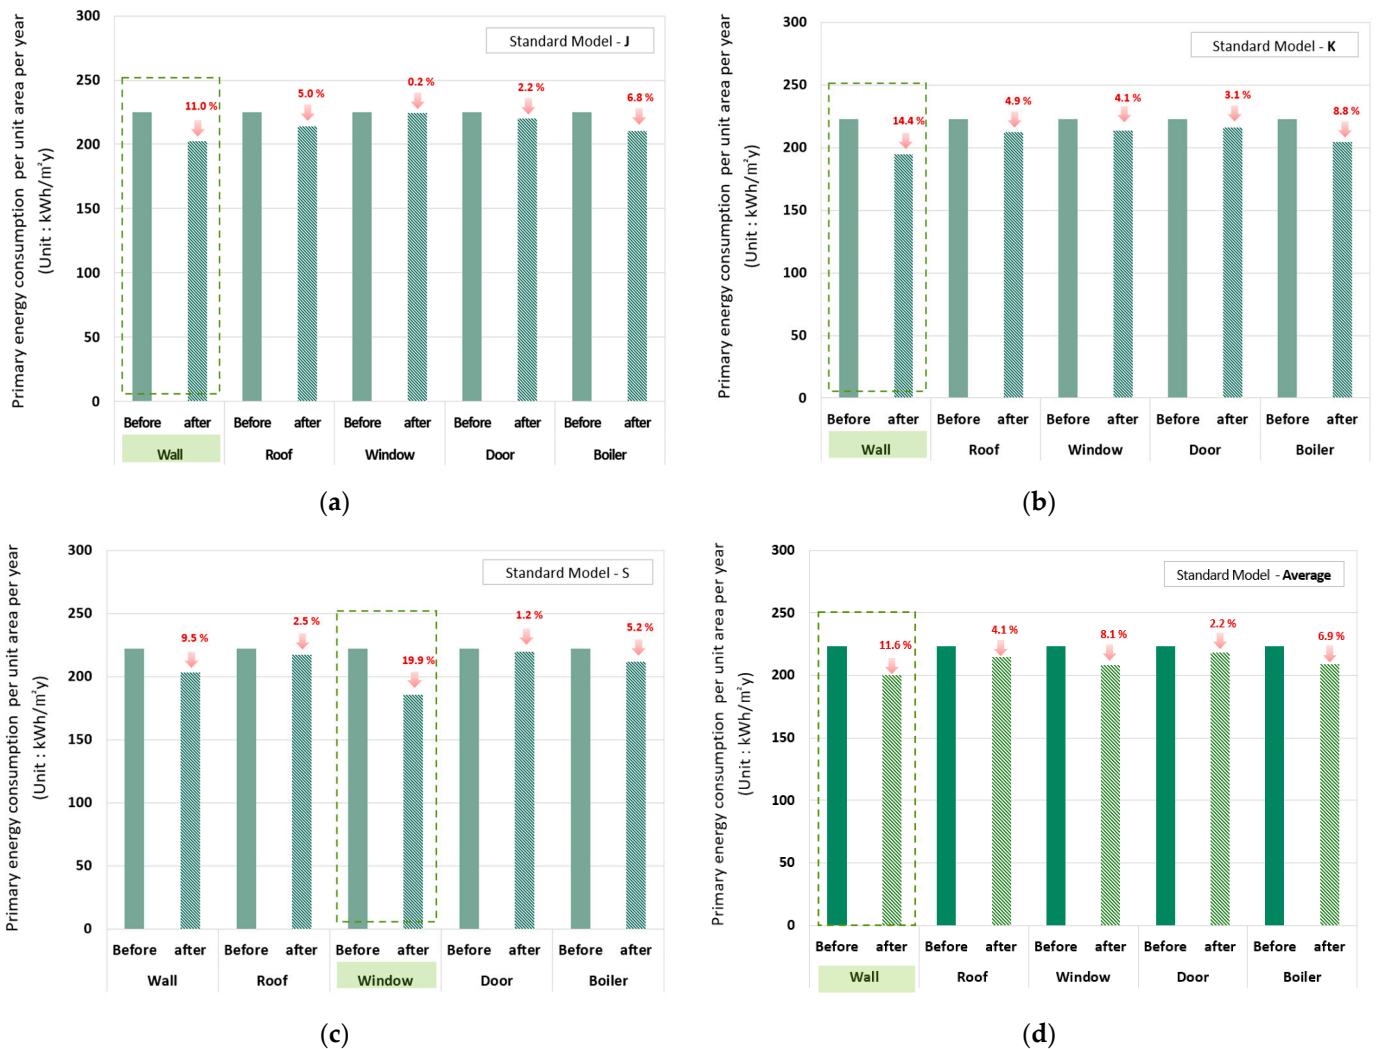 Primary energy consumption per unit area per year
(Unit : kWh/m²y)
300
250
200
150
100
50
0
Standard Model - J
11.0 %
5.0 %
0.2 %
2.2 %
6.8 %
Before after Before after Before after Before after Before after
Wall Roof Window Door Boiler
(a)
Primary energy consumption per unit area per year
(Unit : kWh/m²y)
300
250
200
150
100
50
0
Standard Model - K
14.4 %
4.9 %
4.1 %
3.1 %
8.8 %
Before after Before after Before after Before after Before after
Wall Roof Window Door Boiler
(b)
Primary energy consumption per unit area per year
(Unit : kWh/m²y)
300
250
200
150
100
50
0
Standard Model - S
9.5 %
2.5 %
19.9 %
1.2 %
5.2 %
Before after Before after Before after Before after Before after
Wall Roof Window Door Boiler
(c)
Primary energy consumption per unit area per year
(Unit : kWh/m²y)
300
250
200
150
100
50
0
Standard Model - Average
11.6 %
4.1 %
8.1 %
2.2 %
6.9 %
Before after Before after Before after Before after Before after
Wall Roof Window Door Boiler
(d)